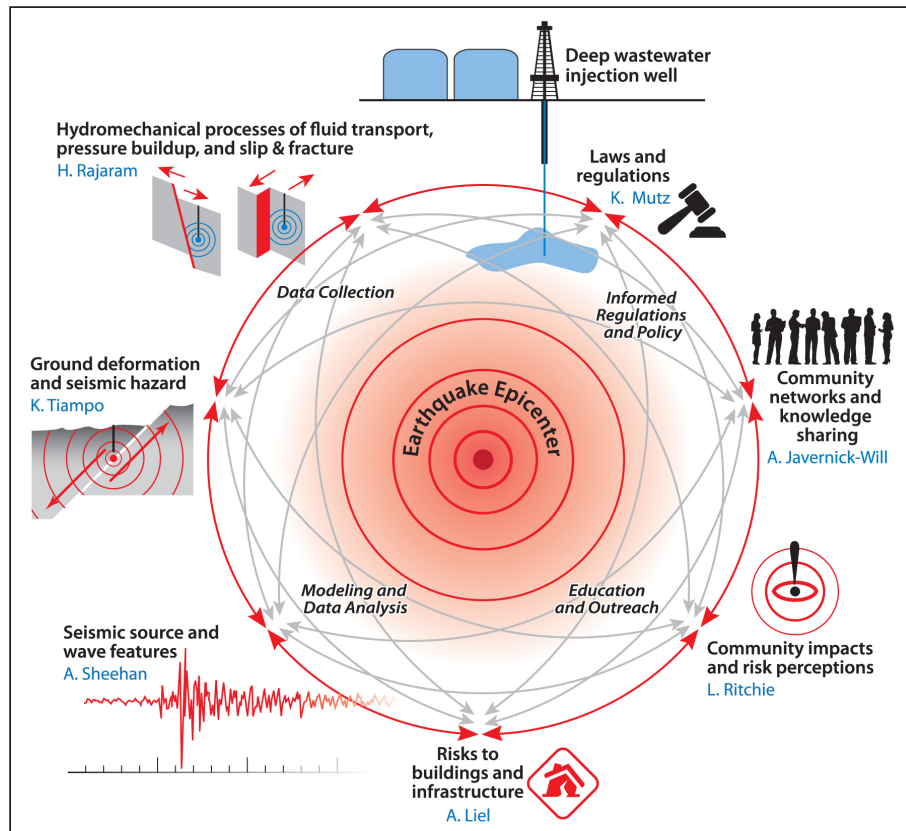 Deep wastewater
injection well
Hydromechanical processes of fluid transport,
pressure buildup, and slip & fracture
H. Rajaram
Laws and
regulations
K. Mutz
Data Collection
Informed
Regulations
and Policy
Ground deformation
and seismic hazard
K. Tiampo
Earthquake Epicenter
Community
networks and
knowledge
sharing
A. Javernick-Will
Modeling and
Data Analysis
Education
and Outreach
Seismic source and
wave features
A. Sheehan
Community impacts
and risk perceptions
L. Ritchie
Risks to
buildings and
infrastructure
A. Liel